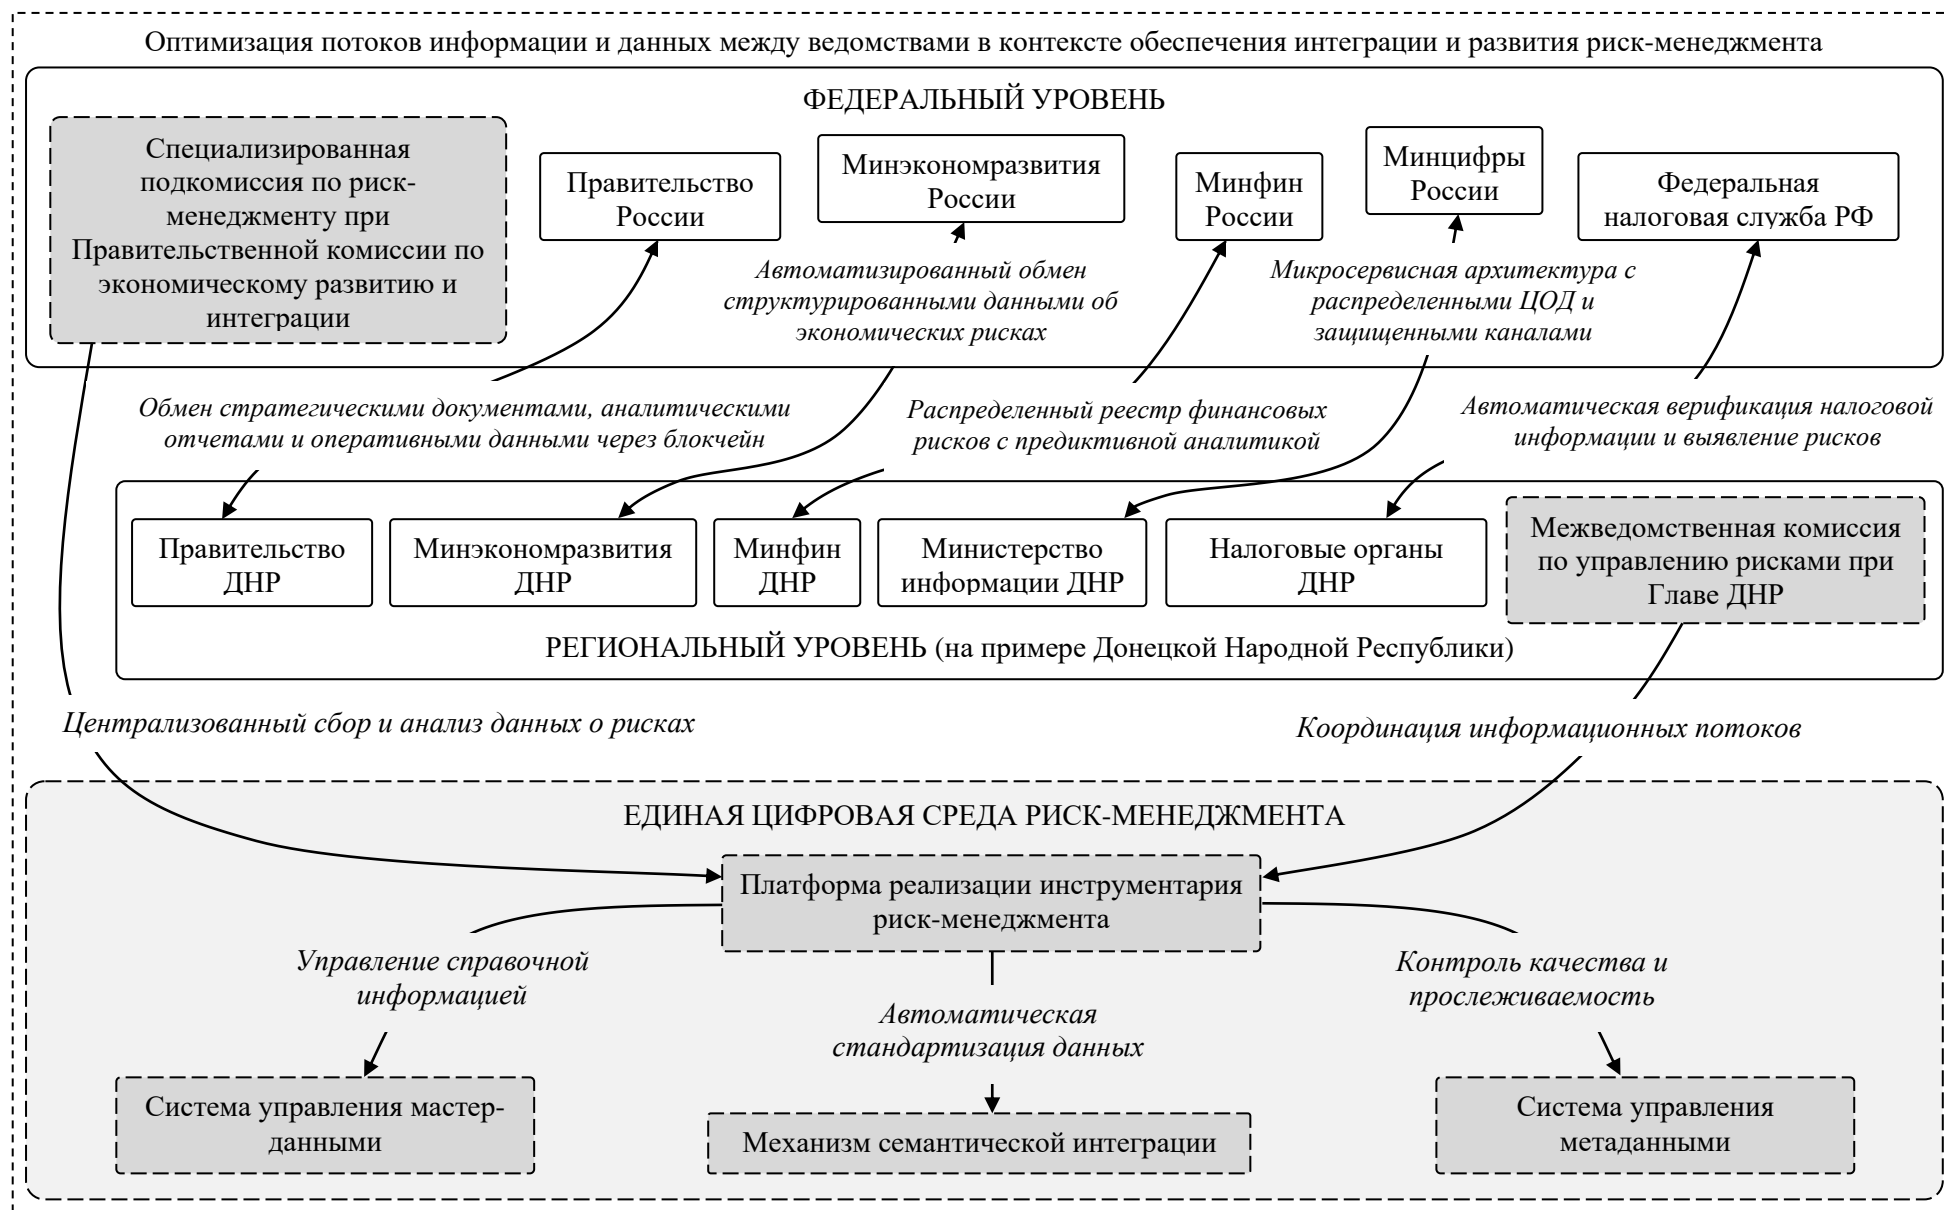 Оптимизация потоков информации и данных между ведомствами в контексте обеспечения интеграции и развития риск-менеджмента
ФЕДЕРАЛЬНЫЙ УРОВЕНЬ
Специализированная
подкомиссия по риск-
менеджменту при
Правительственной комиссии по
экономическому развитию и
интеграции
Правительство
России
Минэкономразвития
России
Минфин
России
Минцифры
России
Федеральная
налоговая служба РФ
Автоматизированный обмен
структурированными данными об
экономических рисках
Микросервисная архитектура с
распределенными ЦОД и
защищенными каналами
Обмен стратегическими документами, аналитическими
отчетами и оперативными данными через блокчейн
Распределенный реестр финансовых
рисков с предиктивной аналитикой
Автоматическая верификация налоговой
информации и выявление рисков
Правительство
ДНР
Минэкономразвития
ДНР
Минфин
ДНР
Министерство
информации ДНР
Налоговые органы
ДНР
Межведомственная комиссия
по управлению рисками при
Главе ДНР
РЕГИОНАЛЬНЫЙ УРОВЕНЬ (на примере Донецкой Народной Республики)
Централизованный сбор и анализ данных о рисках
Координация информационных потоков
ЕДИНАЯ ЦИФРОВАЯ СРЕДА РИСК-МЕНЕДЖМЕНТА
Платформа реализации инструментария
риск-менеджмента
Управление справочной
информацией
Автоматическая
стандартизация данных
Контроль качества и
прослеживаемость
Система управления мастер-
данными
Механизм семантической интеграции
Система управления
метаданными